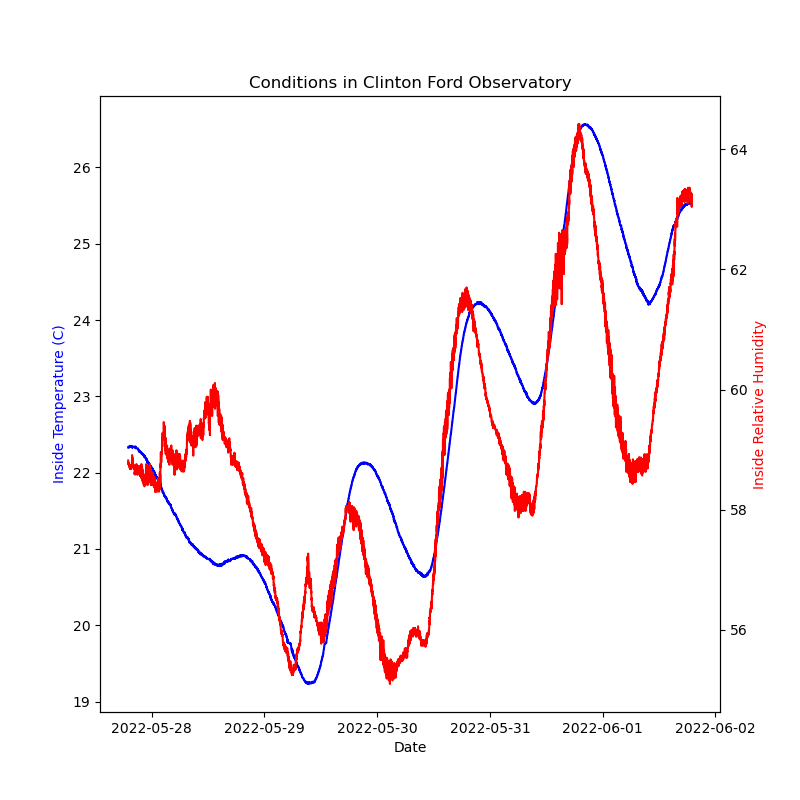 Conditions in Clinton Ford Observatory
Inside Temperature (C)
26
25
24
23
22
21
20
19
64
62
60
58
56
Inside Relative Humidity
2022-05-28 2022-05-29 2022-05-30 2022-05-31 2022-06-01 2022-06-02
Date